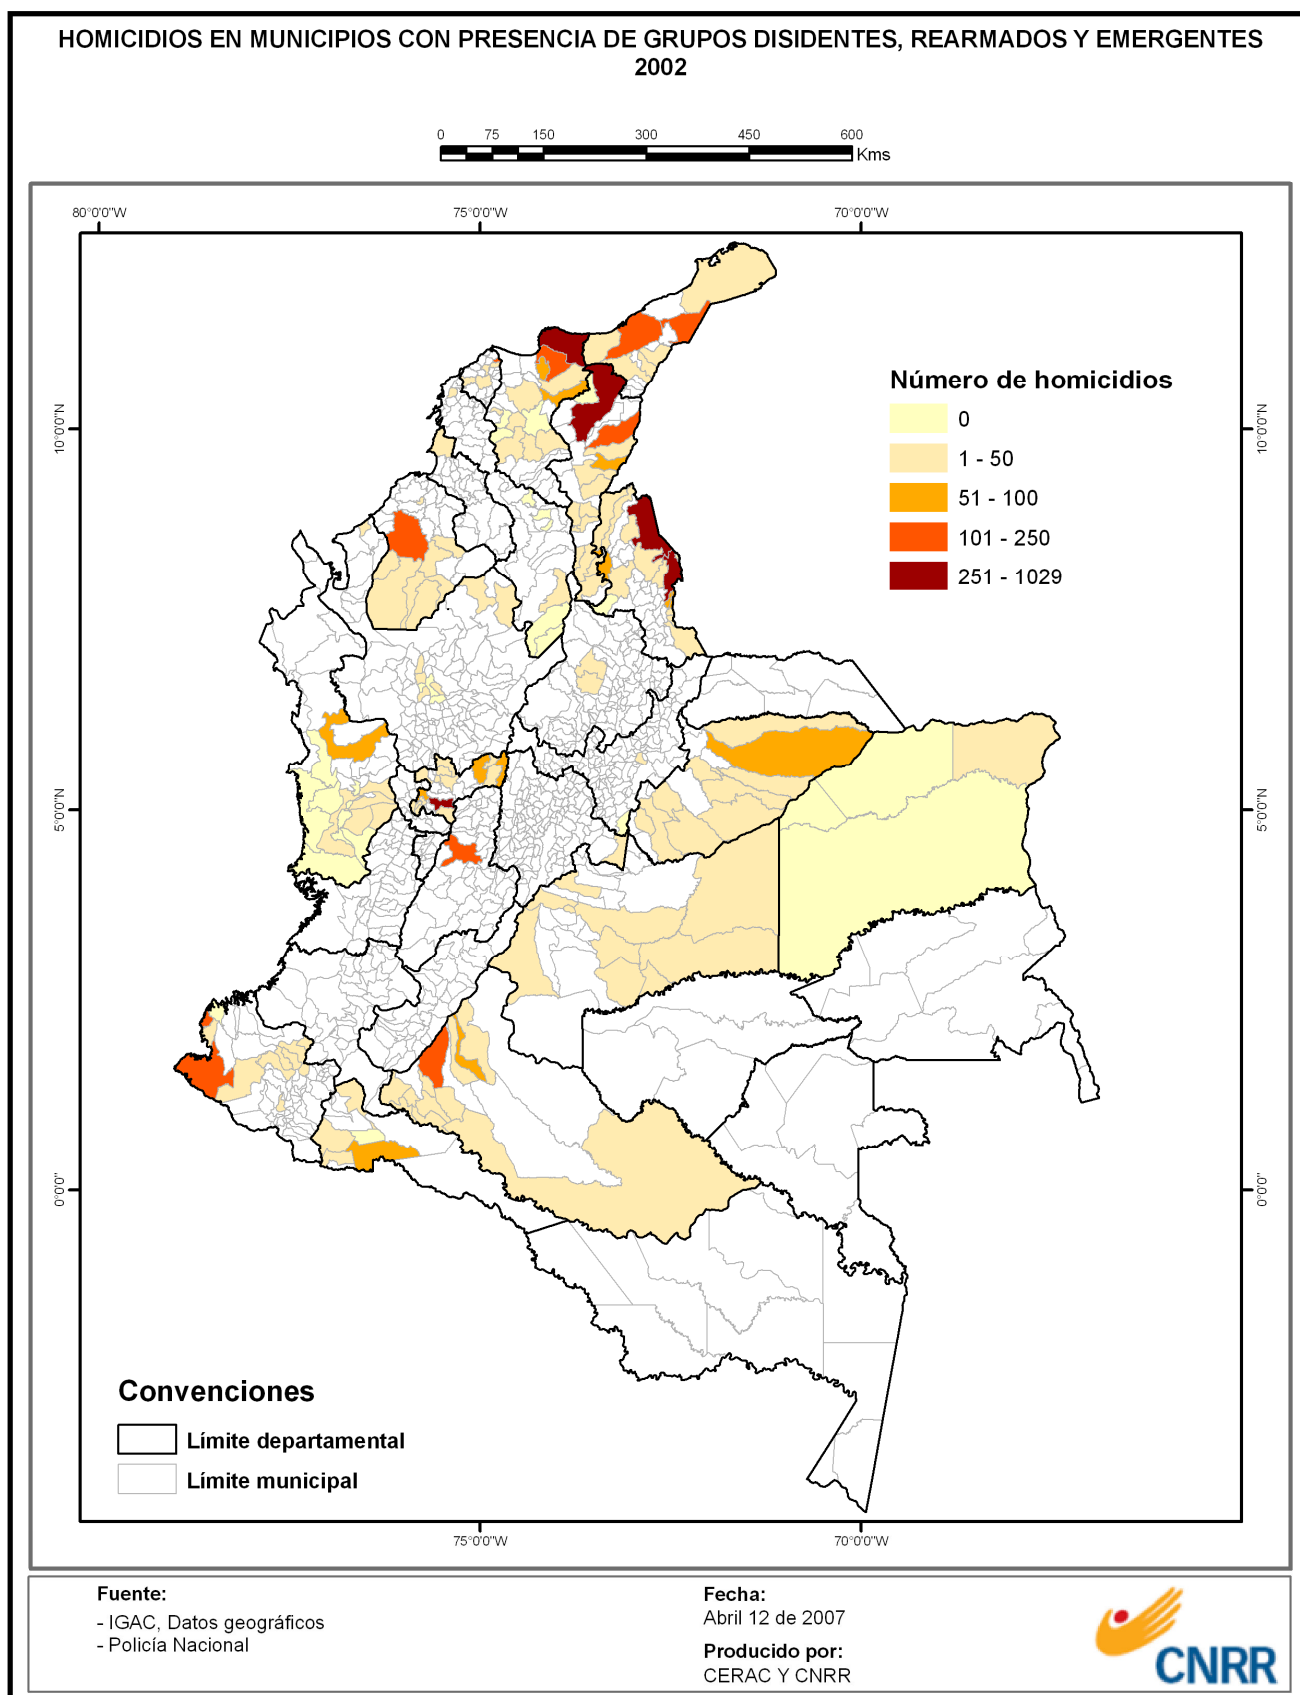 HOMICIDIOS EN MUNICIPIOS CON PRESENCIA DE GRUPOS DISIDENTES, REARMADOS Y EMERGENTES
2002
0 75 150 300 450 600
Kms
80°0'0"W 75°0'0"W 70°0'0"W
Número de homicidios
0
1 - 50
51 - 100
101 - 250
251 - 1029
10°0'0"N 10°0'0"N
5°0'0"N 5°0'0"N
0°0'0" 0°0'0"
Convenciones
Límite departamental
Límite municipal
75°0'0"W 70°0'0"W
Fuente:
- IGAC, Datos geográficos
- Policía Nacional
Fecha:
Abril 12 de 2007
Producido por:
CERAC Y CNRR
CNRR